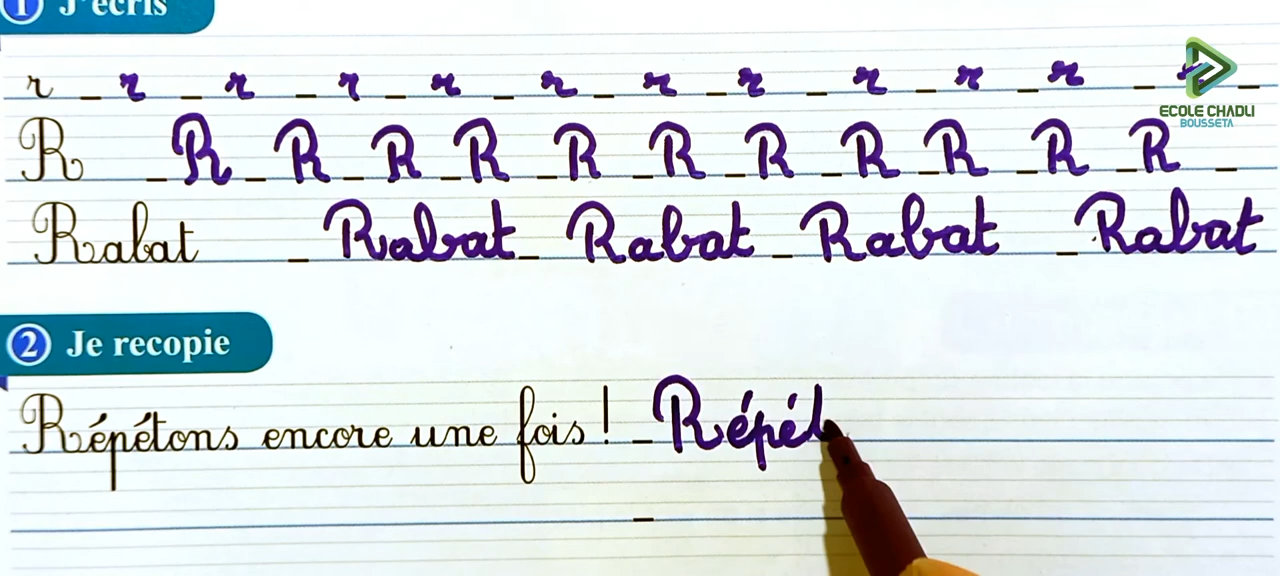 1 J'écris
r r r r r r r r r r r r
ECOLE CHADLI
BOUSSETA
R R R R R R R R R R R R
Rabat Rabat Rabat Rabat Rabat
2 Je recopie
Répétons encore une fois ! Répét